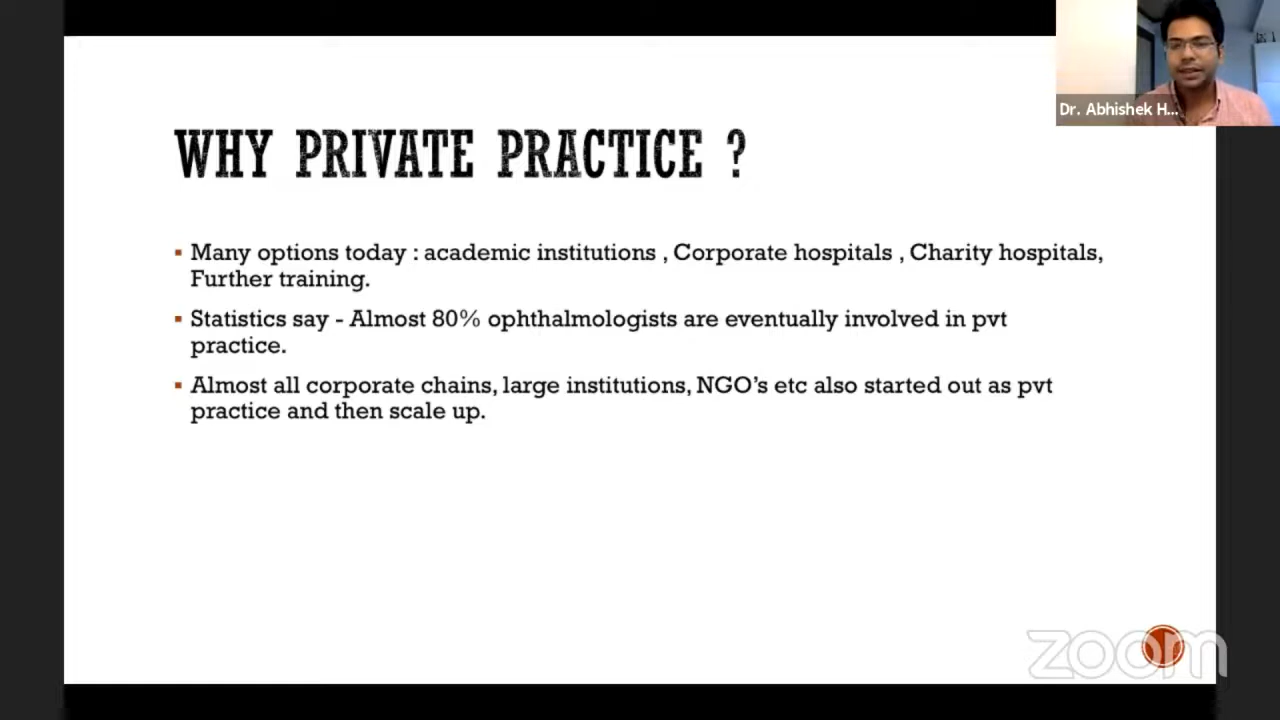 WHY PRIVATE PRACTICE ?
▪ Many options today : academic institutions , Corporate hospitals , Charity hospitals,
Further training.
▪ Statistics say - Almost 80% ophthalmologists are eventually involved in pvt
practice.
▪ Almost all corporate chains, large institutions, NGO's etc also started out as pvt
practice and then scale up.
Dr. Abhishek H...
zoom